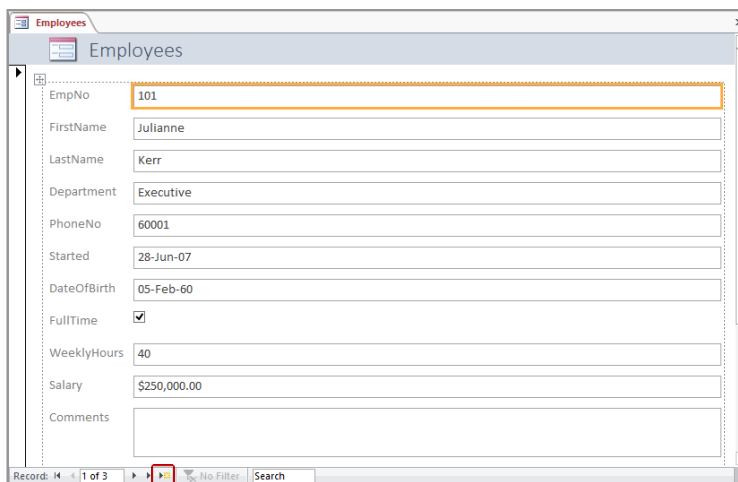 Employees
Employees
EmpNo 101
FirstName Julianne
LastName Kerr
Department Executive
PhoneNo 60001
Started 28-Jun-07
DateOfBirth 05-Feb-60
FullTime
WeeklyHours 40
Salary $250,000.00
Comments
Record: 1 of 3 No Filter Search